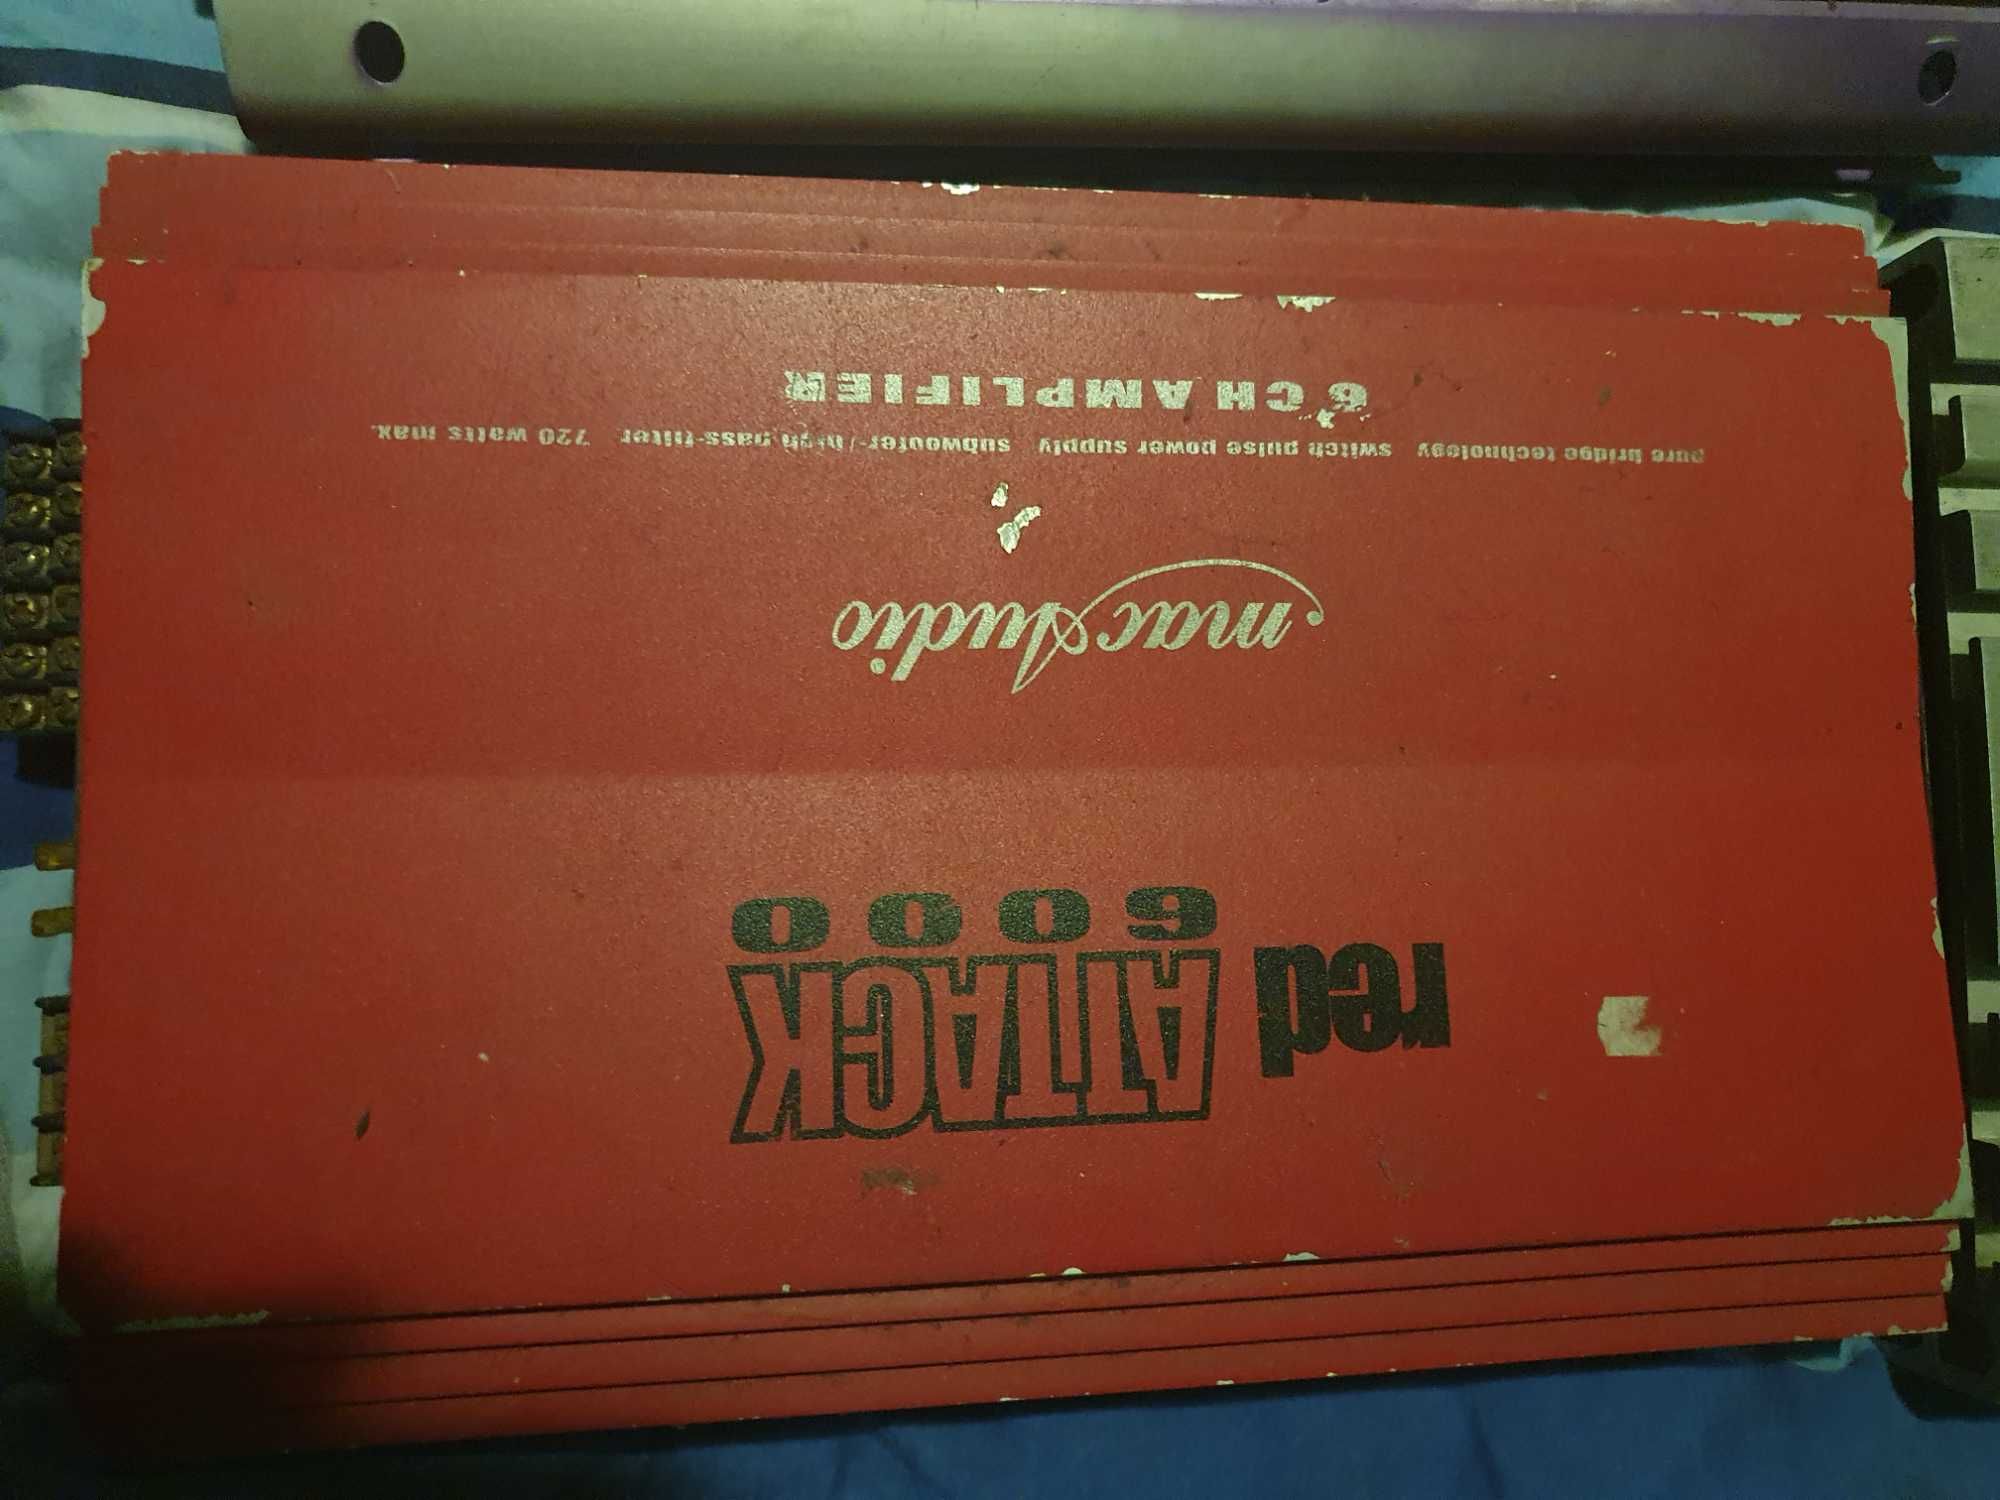 red ATTACK
6000
mac Audio
pure bridge technology switch pulse power supply subwoofer-/high pass-filter 720 watts max.
6 CH AMPLIFIER